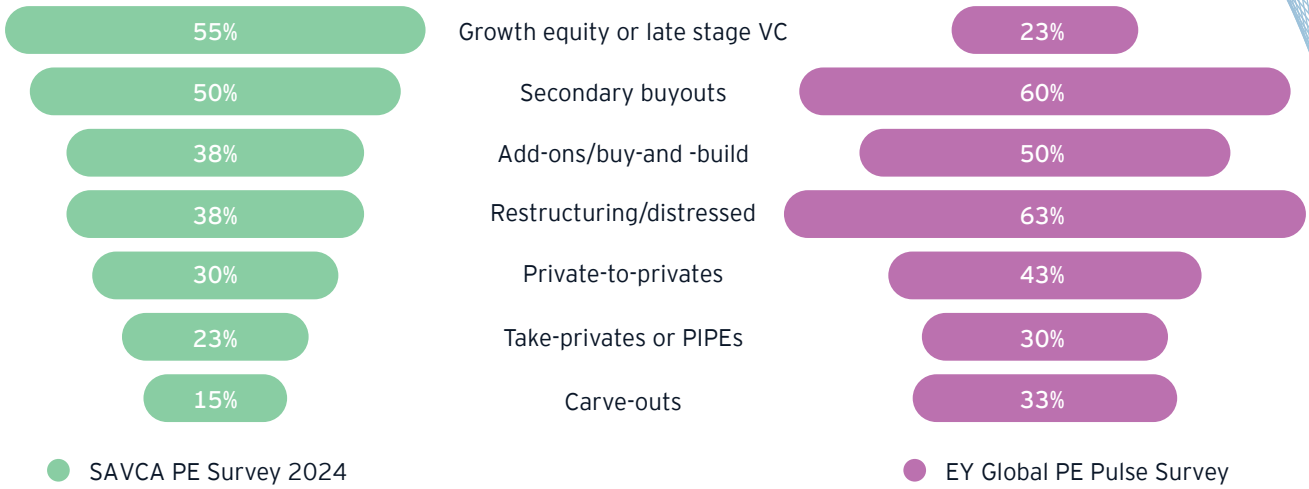 55% Growth equity or late stage VC 23%
50% Secondary buyouts 60%
38% Add-ons/buy-and -build 50%
38% Restructuring/distressed 63%
30% Private-to-privates 43%
23% Take-privates or PIPEs 30%
15% Carve-outs 33%
SAVCA PE Survey 2024 EY Global PE Pulse Survey